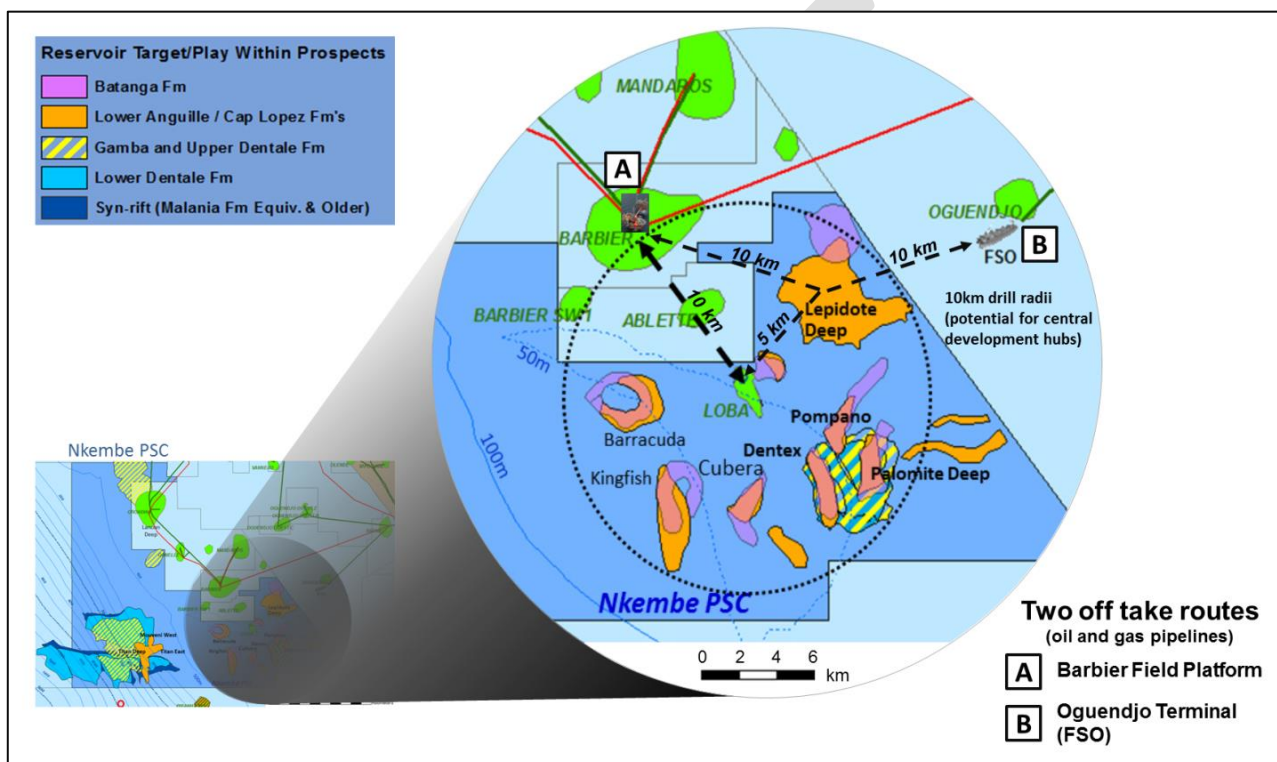 Reservoir Target/Play Within Prospects
Batanga Fm
Lower Anguille / Cap Lopez Fm's
Gamba and Upper Dentale Fm
Lower Dentale Fm
Syn-rift (Malania Fm Equiv. & Older)
MANDAROS
A
BARBIER
OGUENDJO
B
FSO
10 km
10 km
10km drill radii
(potential for central
development hubs)
Lepidote
Deep
BARBIER SW1
ABLETTE
10 km
5 km
50m
100m
LOBA
Pompano
Barracuda
Dentex
Kingfish
Cubera
Palomite Deep
Nkembe PSC
0 2 4 6
km
Nkembe PSC
Two off take routes
(oil and gas pipelines)
A Barbier Field Platform
B Oguendjo Terminal
(FSO)